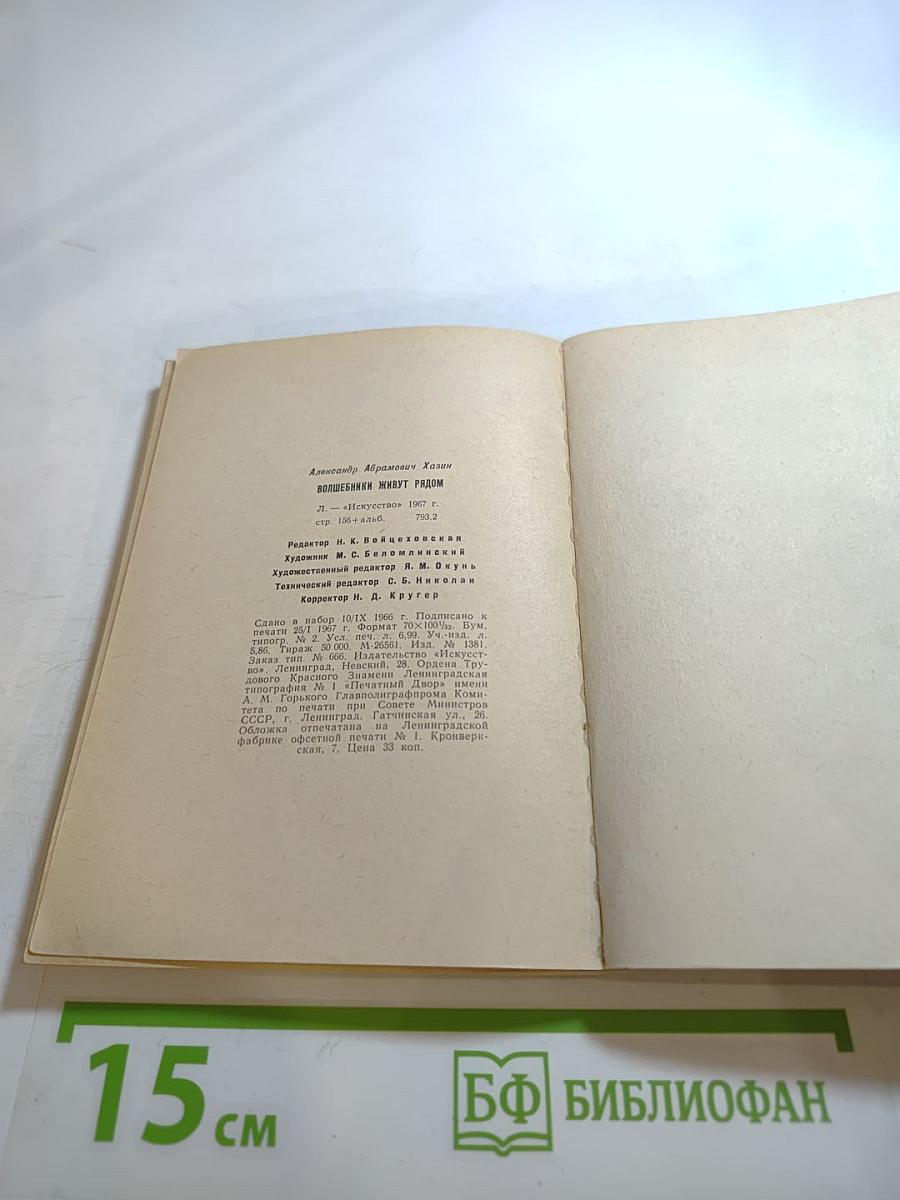 Александр Абрамович Хазин
ВОЛШЕБНИКИ ЖИВУТ РЯДОМ
Л. — «Искусство» 1967 г.
стр. 156+альб. 793.2
Редактор Н. К. Войцеховская
Художник М. С. Беломлинский
Художественный редактор Я. М. Окунь
Технический редактор С. Б. Николаи
Корректор Н. Д. Кругер
Сдано в набор 10/IX 1966 г. Подписано к
печати 25/I 1967 г. Формат 70×100¹/₃₂. Бум.
типогр. № 2. Усл. печ. л. 6,99. Уч.-изд. л.
5,86. Тираж 50 000. М-26561. Изд. № 1381.
Заказ тип. № 666. Издательство «Искусст-
во». Ленинград, Невский, 28. Ордена Тру-
дового Красного Знамени Ленинградская
типография № 1 «Печатный Двор» имени
А. М. Горького Главполиграфпрома Коми-
тета по печати при Совете Министров
СССР, г. Ленинград, Гатчинская ул., 26.
Обложка отпечатана на Ленинградской
фабрике офсетной печати № 1. Кронверк-
ская, 7, Цена 33 коп.
15 см
БФ БИБЛИОФАН